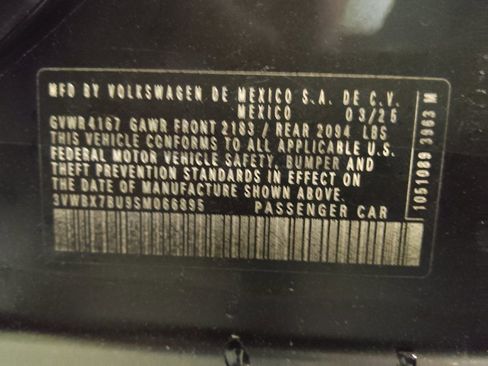 MFD BY VOLKSWAGEN DE MEXICO S.A. DE C.V.
MEXICO 03/25
GVWR 4167 GAWR FRONT 2183 / REAR 2094 LBS
THIS VEHICLE CONFORMS TO ALL APPLICABLE U.S.
FEDERAL MOTOR VEHICLE SAFETY, BUMPER AND
THEFT PREVENTION STANDARDS IN EFFECT ON
THE DATE OF MANUFACTURE SHOWN ABOVE.
3VWBX7BU9SM066895 PASSENGER CAR
1051089 3963 M